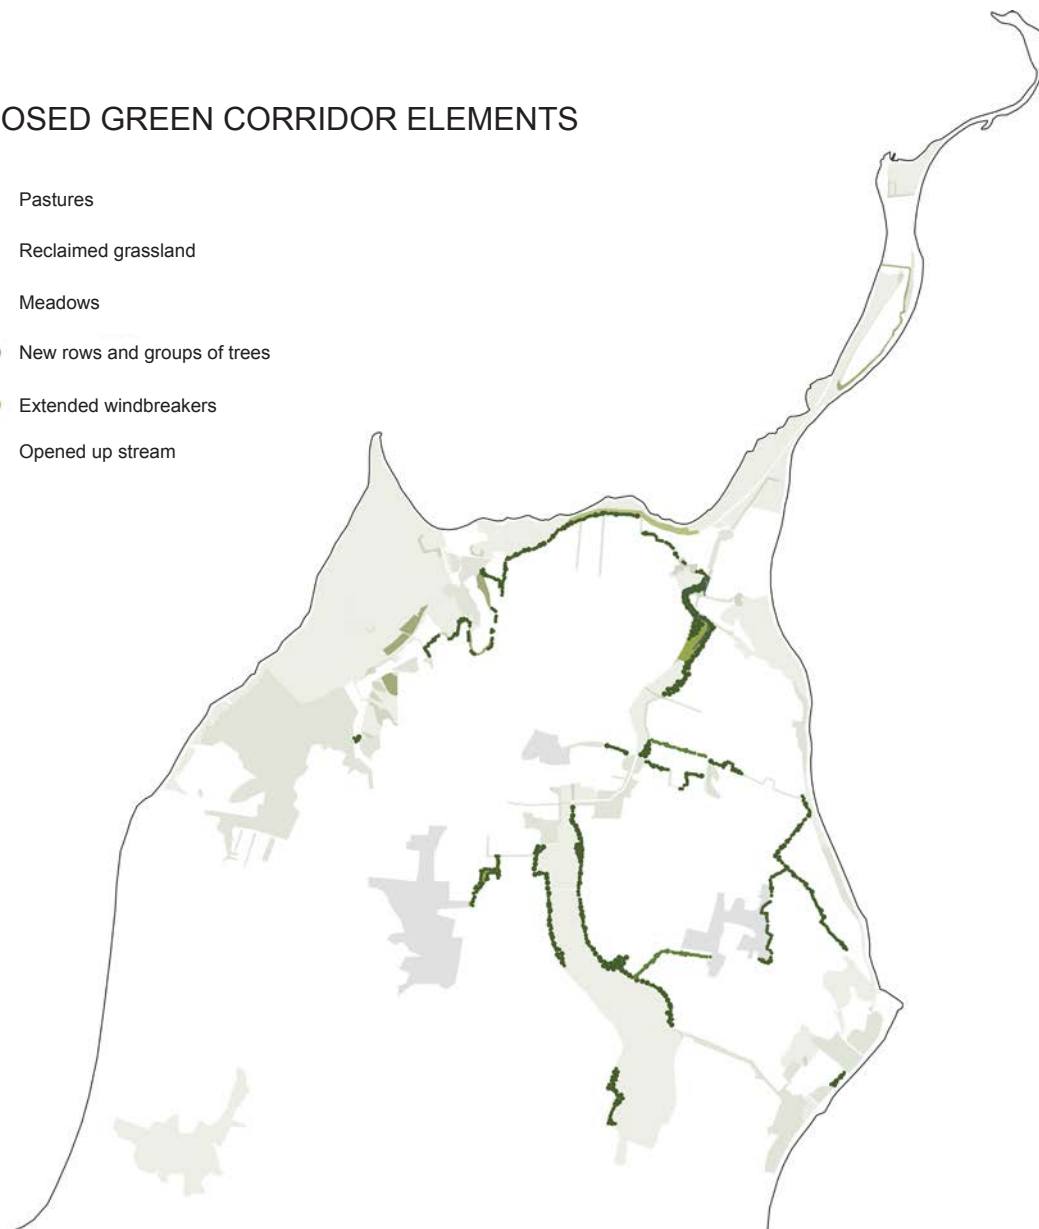 OSED GREEN CORRIDOR ELEMENTS
Pastures
Reclaimed grassland
Meadows
New rows and groups of trees
Extended windbreakers
Opened up stream